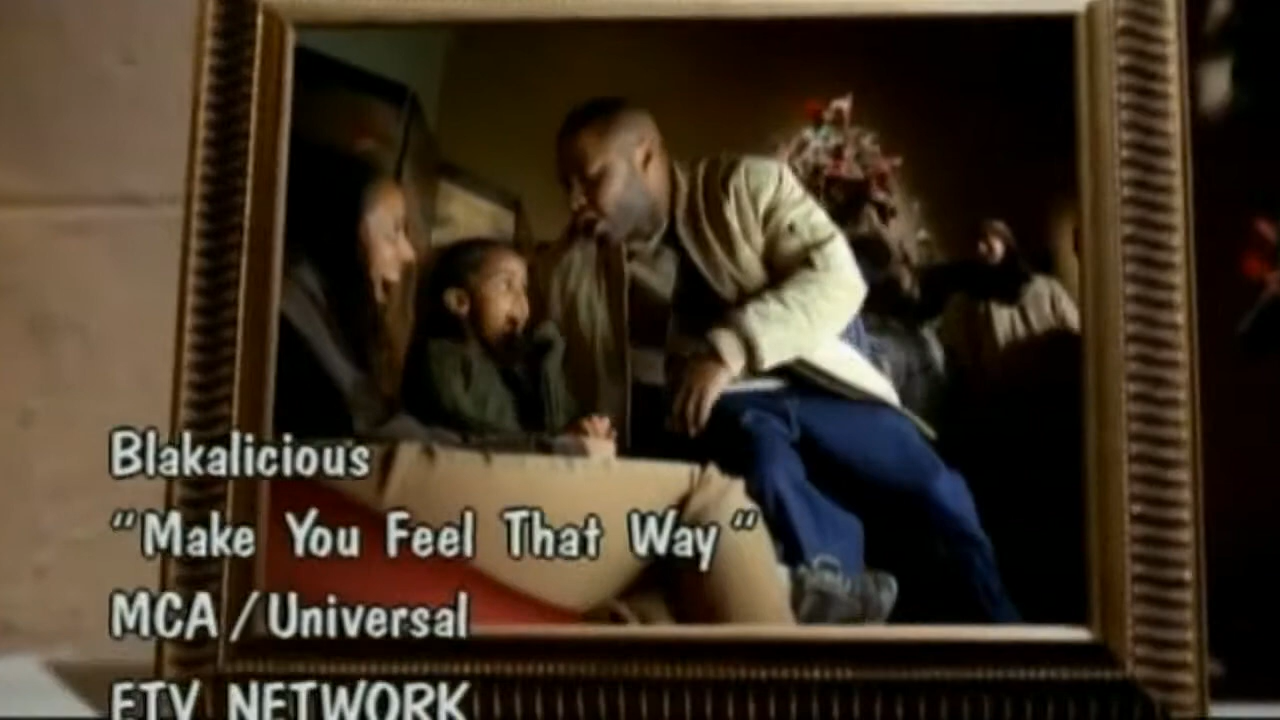 Blakalicious
“Make You Feel That Way“
MCA/Universal
ETV NETWORK